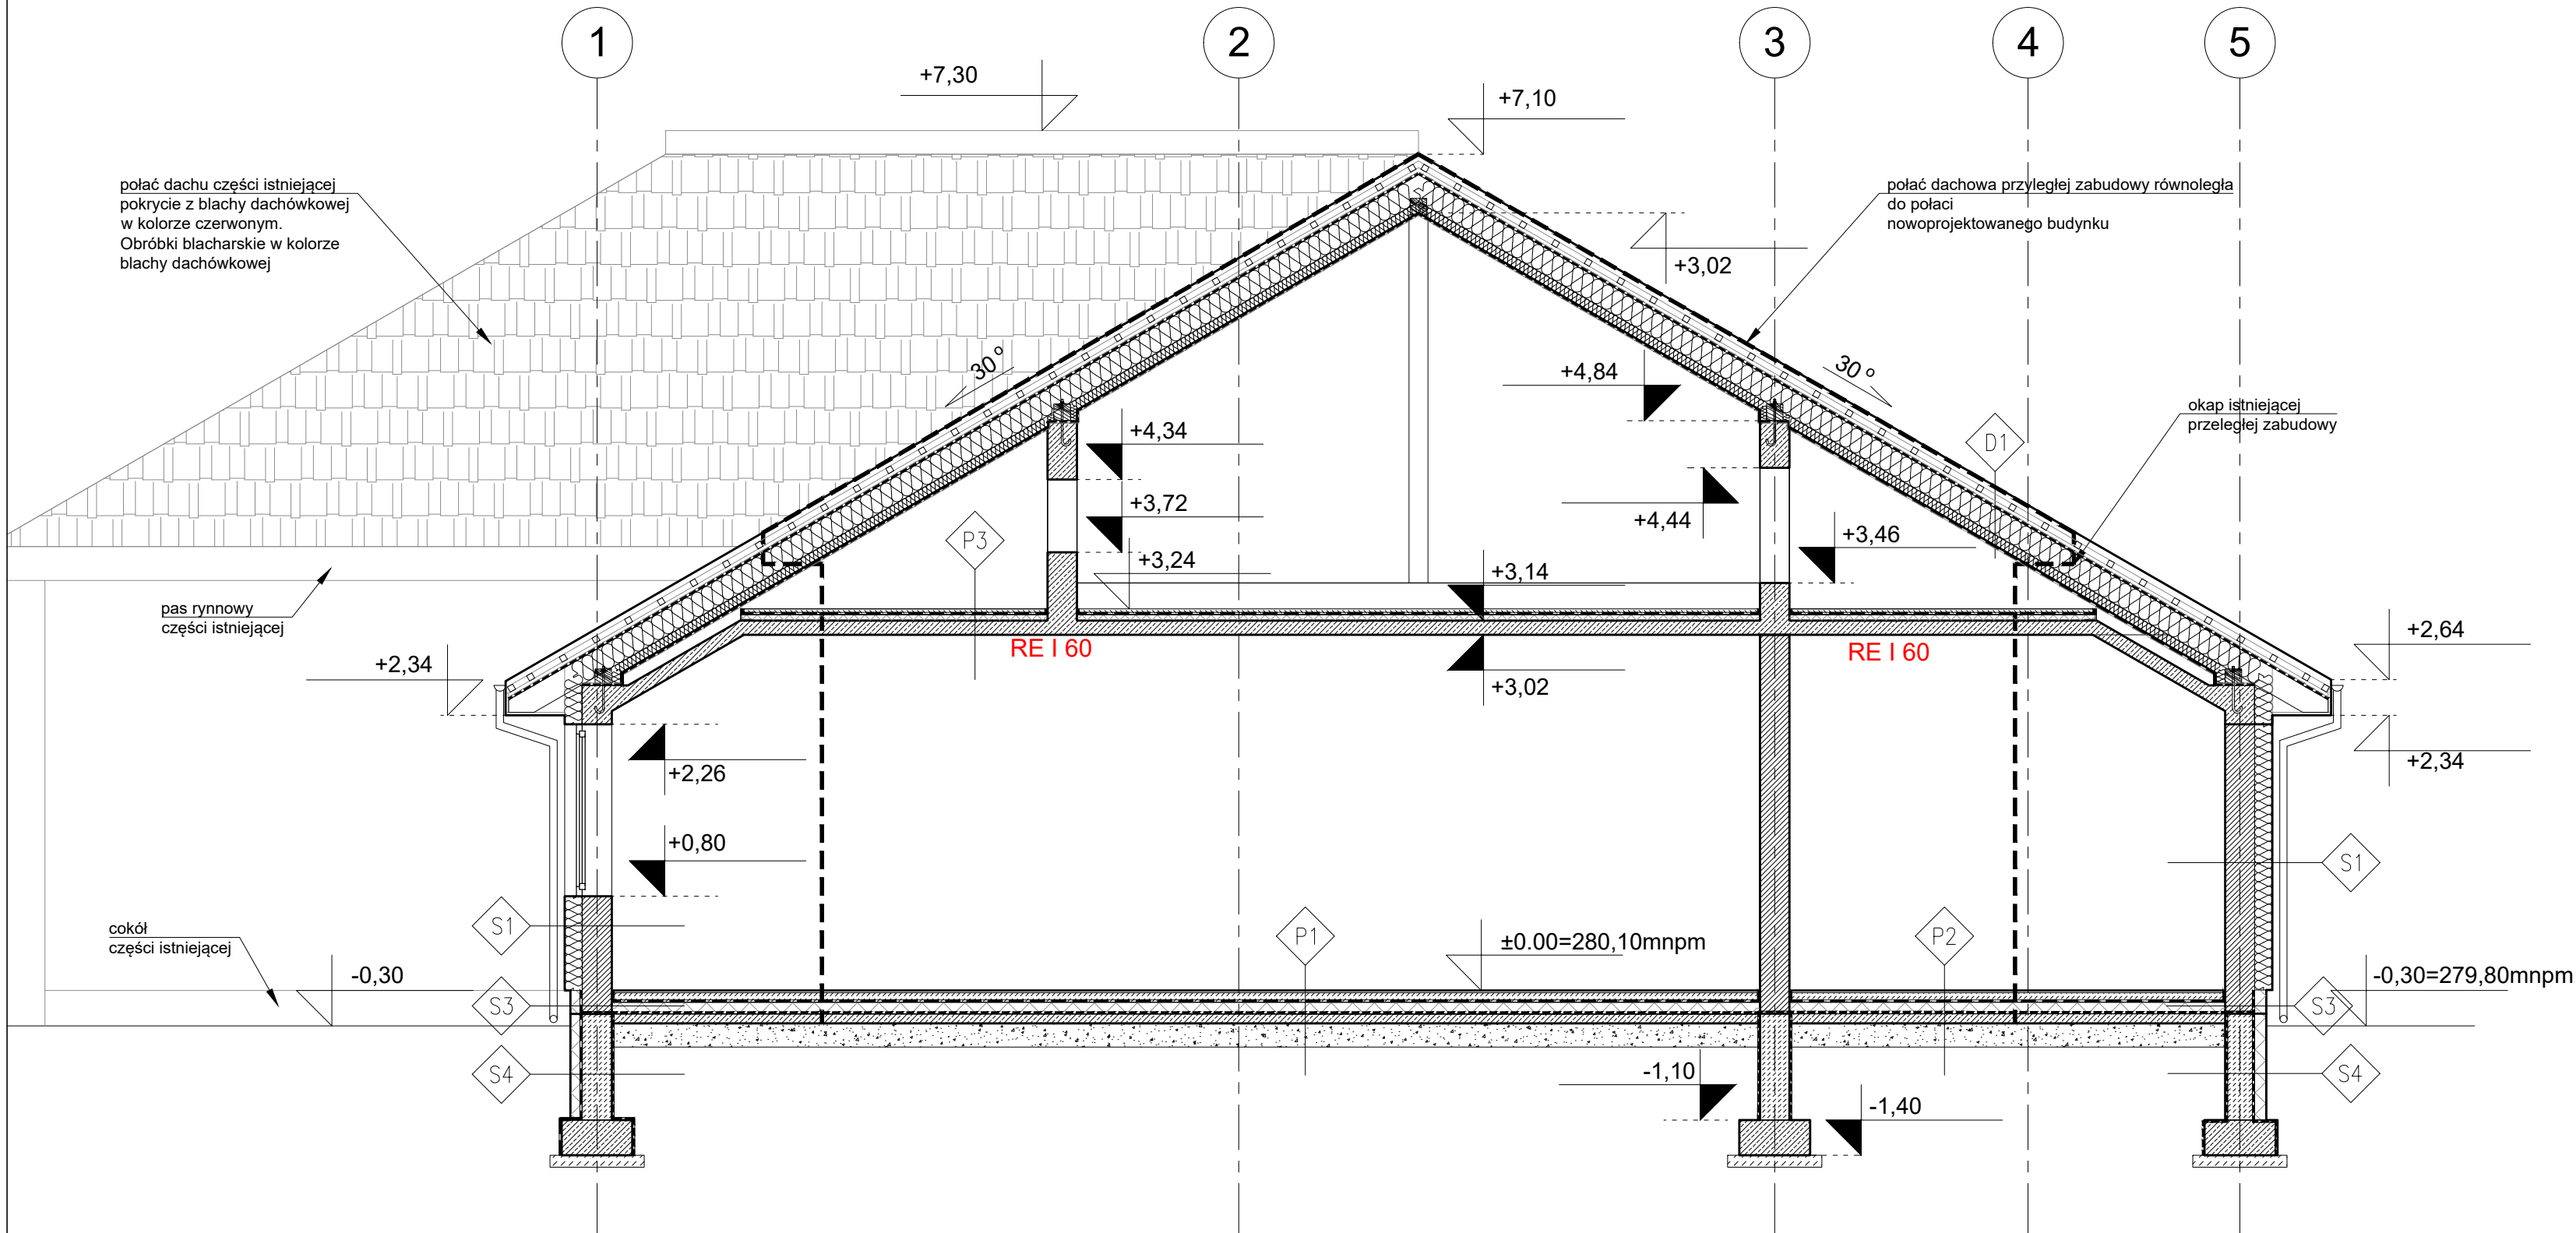 1
2
3
4
5
+7,30
+7,10
połać dachu części istniejącej
pokrycie z blachy dachówkowej
w kolorze czerwonym.
Obróbki blacharskie w kolorze
blachy dachówkowej
połać dachowa przyległej zabudowy równoległa
do połaci
nowoprojektowanego budynku
+3,02
30 º
+4,84
30 º
okap istniejącej
przeległej zabudowy
+4,34
D1
+3,72
+4,44
+3,46
P3
+3,24
+3,14
pas rynnowy
części istniejącej
RE I 60
RE I 60
+2,34
+2,64
+3,02
+2,26
+2,34
+0,80
S1
S1
cokół
części istniejącej
P1
±0.00=280,10mnpm
P2
-0,30
-0,30=279,80mnpm
S3
S3
S4
-1,10
S4
-1,40